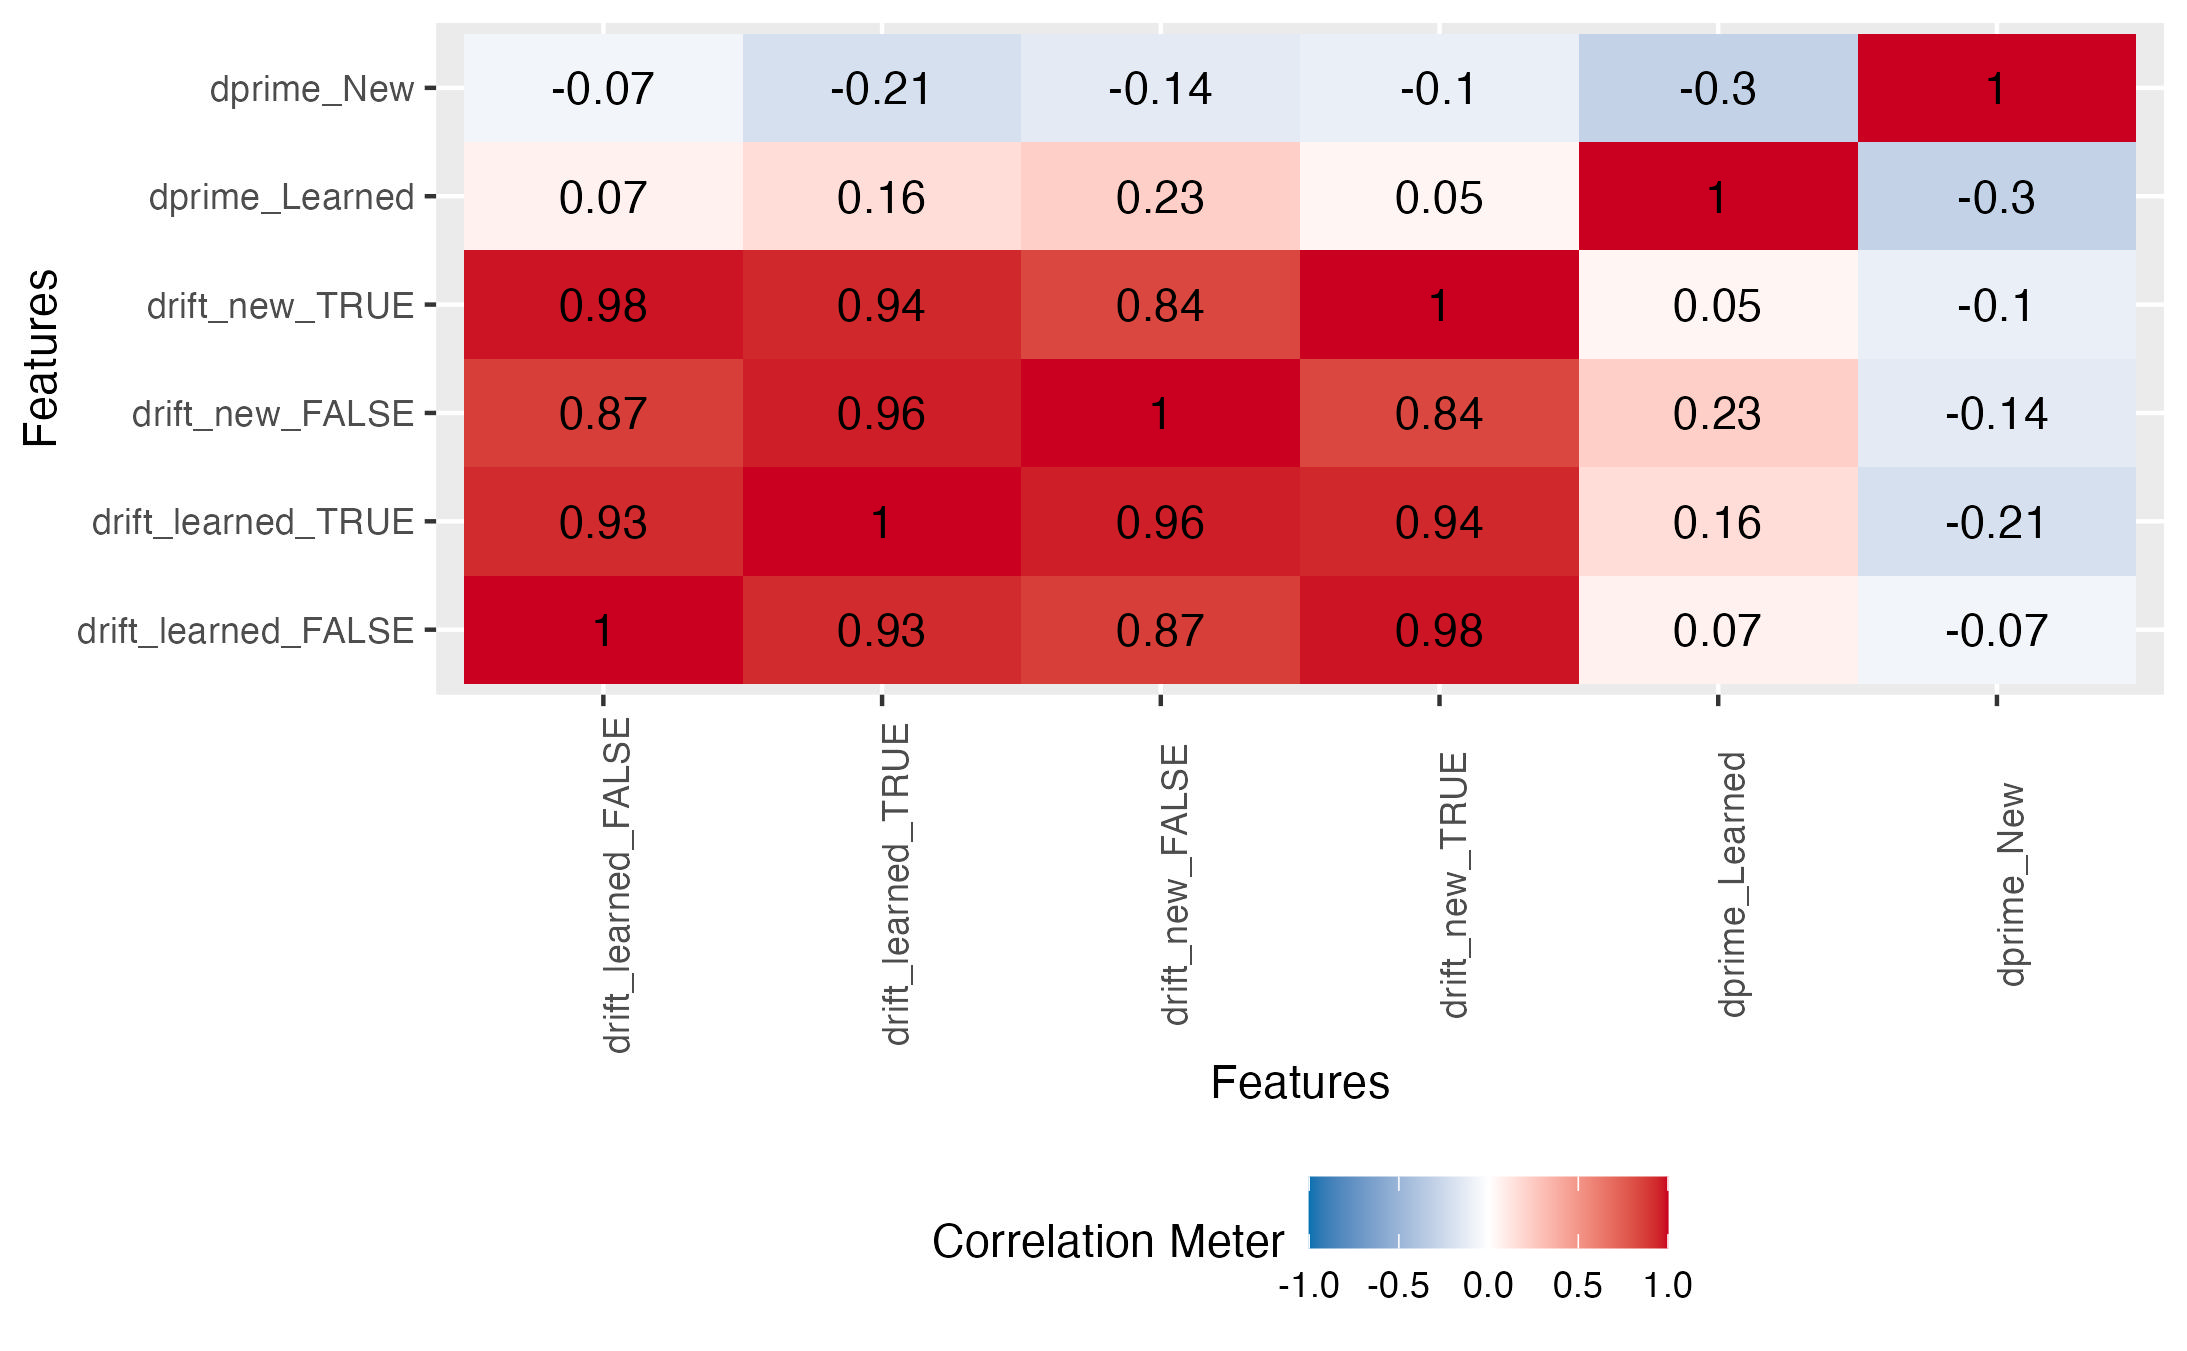 dprime_New -0.07 -0.21 -0.14 -0.1 -0.3 1
dprime_Learned 0.07 0.16 0.23 0.05 1 -0.3
drift_new_TRUE 0.98 0.94 0.84 1 0.05 -0.1
drift_new_FALSE 0.87 0.96 1 0.84 0.23 -0.14
drift_learned_TRUE 0.93 1 0.96 0.94 0.16 -0.21
drift_learned_FALSE 1 0.93 0.87 0.98 0.07 -0.07
Features
drift_learned_FALSE
drift_learned_TRUE
drift_new_FALSE
drift_new_TRUE
dprime_Learned
dprime_New
Features
Correlation Meter
-1.0 -0.5 0.0 0.5 1.0